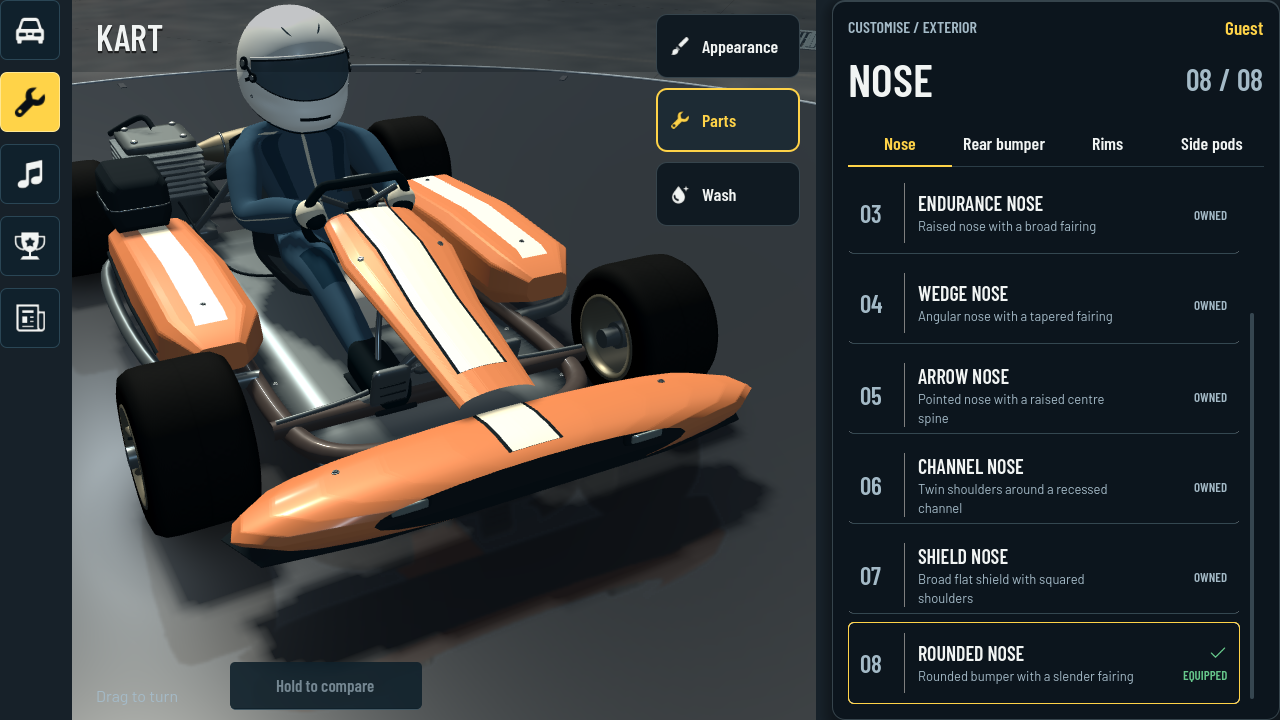 KART
Appearance
Parts
Wash
Hold to compare
Drag to turn
CUSTOMISE / EXTERIOR
Guest
NOSE
08 / 08
Nose
Rear bumper
Rims
Side pods
03
ENDURANCE NOSE
Raised nose with a broad fairing
OWNED
04
WEDGE NOSE
Angular nose with a tapered fairing
OWNED
05
ARROW NOSE
Pointed nose with a raised centre
spine
OWNED
06
CHANNEL NOSE
Twin shoulders around a recessed
channel
OWNED
07
SHIELD NOSE
Broad flat shield with squared
shoulders
OWNED
08
ROUNDED NOSE
Rounded bumper with a slender fairing
EQUIPPED